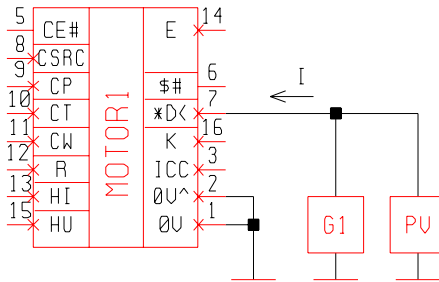 5 CE# E 14
8 CSRC
9 CP $# 6
10 CT *D< 7
11 CW K 16
12 R ICC 3
13 HI 0V^ 2
15 HU 0V 1
MOTOR1
I
G1 PV